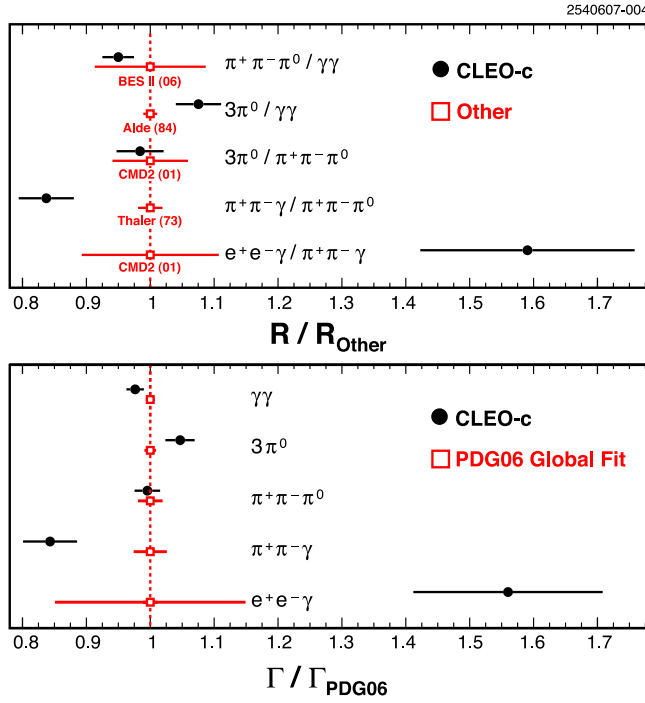 2540607-004
π+ π−π⁰ / γγ
CLEO-c
BES II (06)
3π⁰ / γγ
Other
Alde (84)
3π⁰ / π+π−π⁰
CMD2 (01)
π+π−γ / π+π−π⁰
Thaler (73)
e+e−γ / π+π−γ
CMD2 (01)
0.8 0.9 1 1.1 1.2 1.3 1.4 1.5 1.6 1.7
R / R_Other
γγ
CLEO-c
3π⁰
PDG06 Global Fit
π+π−π⁰
π+π−γ
e+e−γ
0.8 0.9 1 1.1 1.2 1.3 1.4 1.5 1.6 1.7
Γ / Γ_PDG06